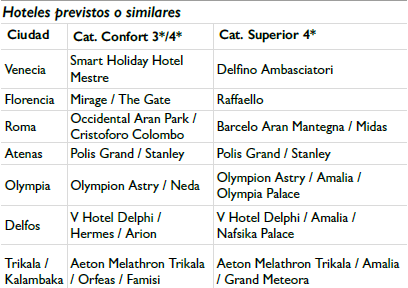 Hoteles previstos o similares
Ciudad Cat. Confort 3*/4* Cat. Superior 4*
Venecia Smart Holiday Hotel Mestre Delfino Ambasciatori
Florencia Mirage / The Gate Raffaello
Roma Occidental Aran Park / Cristoforo Colombo Barcelo Aran Mantegna / Midas
Atenas Polis Grand / Stanley Polis Grand / Stanley
Olympia Olympion Astry / Neda Olympion Astry / Amalia / Olympia Palace
Delfos V Hotel Delphi / Hermes / Arion V Hotel Delphi / Amalia / Nafsika Palace
Trikala / Kalambaka Aeton Melathron Trikala / Orfeas / Famisi Aeton Melathron Trikala / Amalia / Grand Meteora